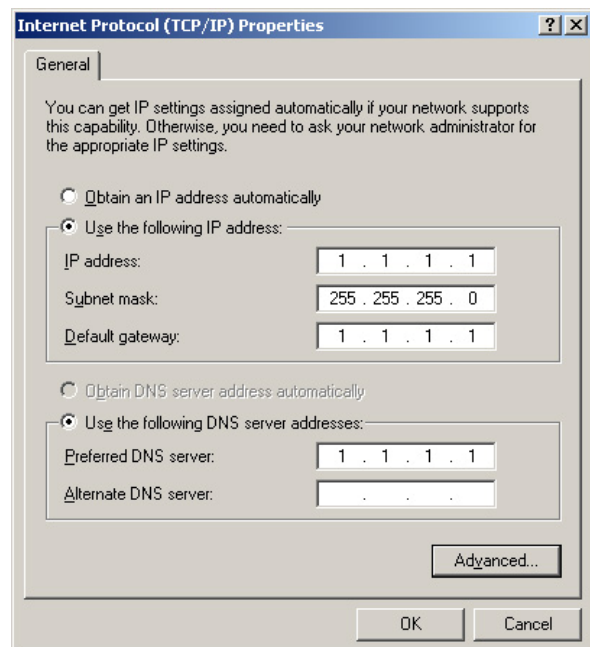 Internet Protocol (TCP/IP) Properties
General
You can get IP settings assigned automatically if your network supports
this capability. Otherwise, you need to ask your network administrator for
the appropriate IP settings.
Obtain an IP address automatically
Use the following IP address:
IP address: 1 . 1 . 1 . 1
Subnet mask: 255 . 255 . 255 . 0
Default gateway: 1 . 1 . 1 . 1
Obtain DNS server address automatically
Use the following DNS server addresses:
Preferred DNS server: 1 . 1 . 1 . 1
Alternate DNS server: . . .
Advanced...
OK Cancel